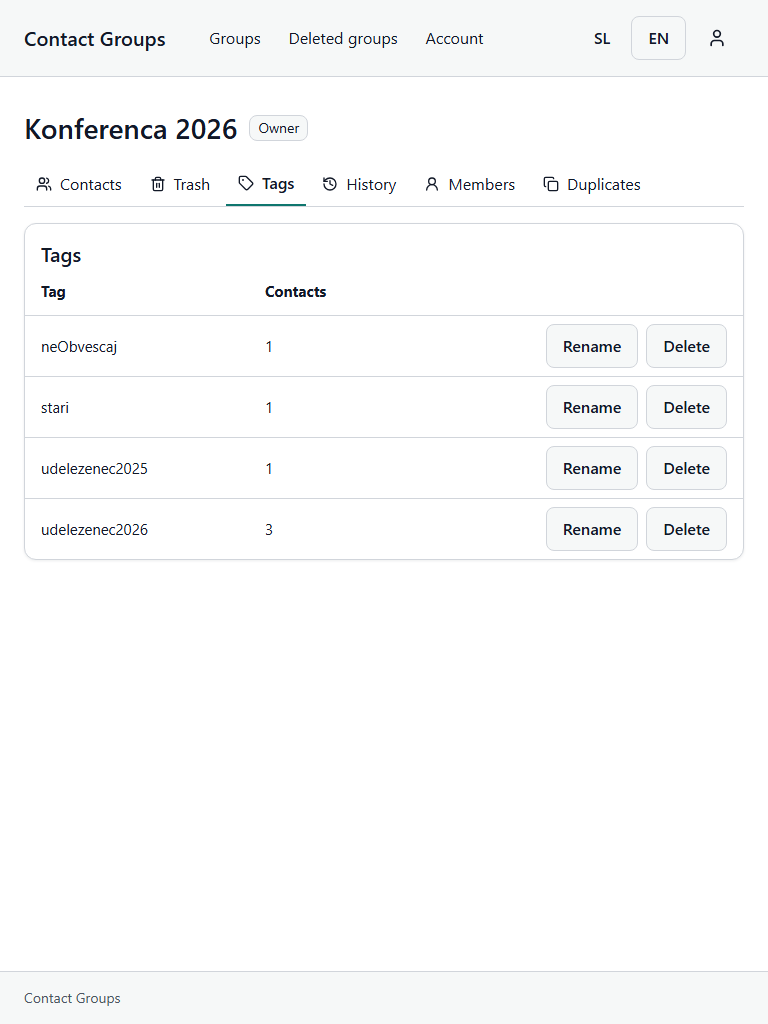 Contact Groups Groups Deleted groups Account SL EN
Konferenca 2026 Owner
Contacts Trash Tags History Members Duplicates
Tags
Tag Contacts
neObvescaj 1 Rename Delete
stari 1 Rename Delete
udelezenec2025 1 Rename Delete
udelezenec2026 3 Rename Delete
Contact Groups